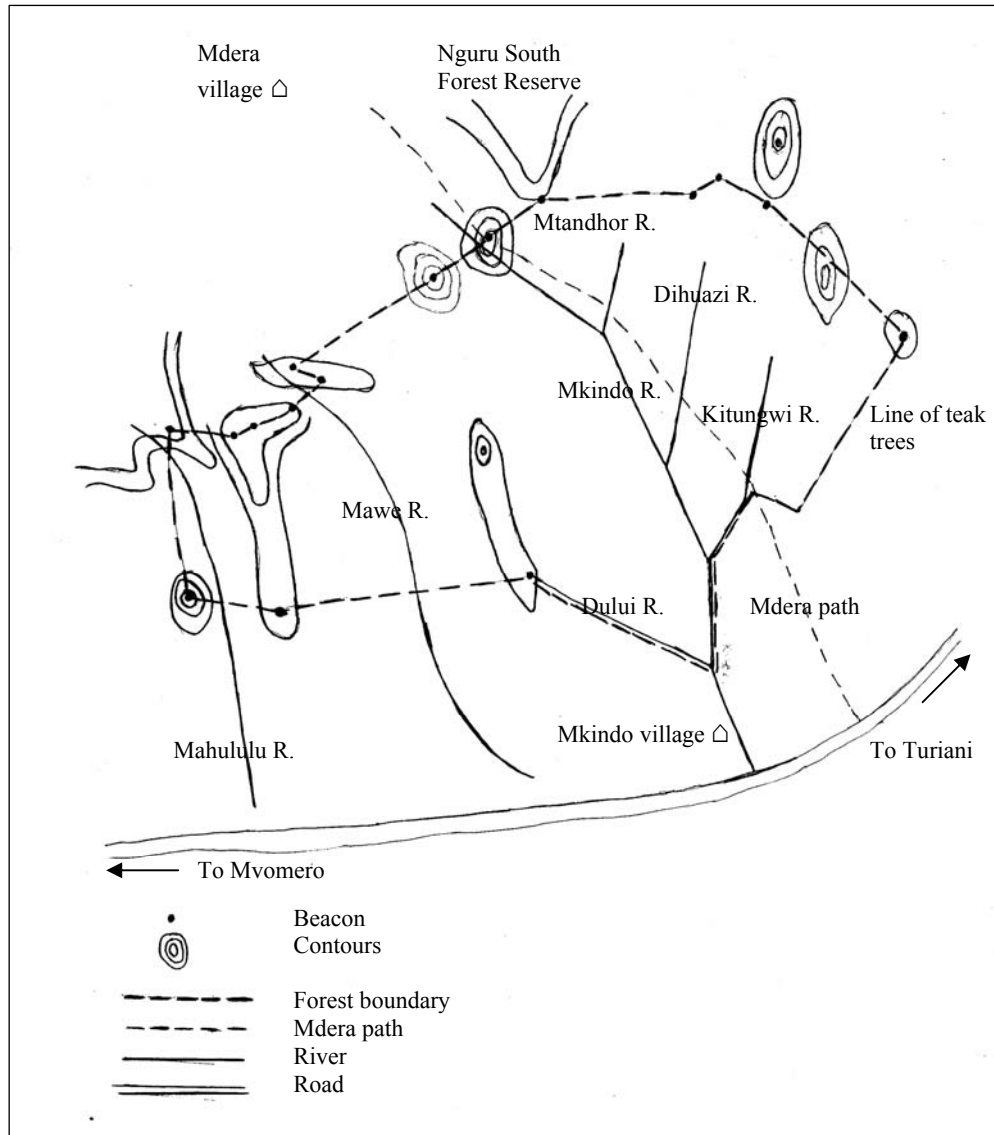 Mdera
village
Nguru South
Forest Reserve
Mtandhor R.
Dihuazi R.
Mkindo R.
Kitungwi R.
Line of teak
trees
Mawe R.
Dului R.
Mdera path
Mkindo village
Mahululu R.
To Turiani
To Mvomero
Beacon
Contours
Forest boundary
Mdera path
River
Road